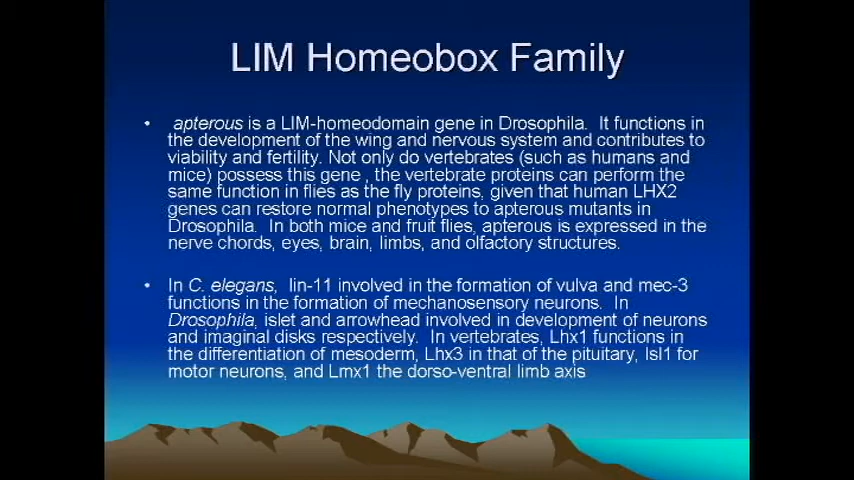 LIM Homeobox Family
• apterous is a LIM-homeodomain gene in Drosophila. It functions in
the development of the wing and nervous system and contributes to
viability and fertility. Not only do vertebrates (such as humans and
mice) possess this gene , the vertebrate proteins can perform the
same function in flies as the fly proteins, given that human LHX2
genes can restore normal phenotypes to apterous mutants in
Drosophila. In both mice and fruit flies, apterous is expressed in the
nerve chords, eyes, brain, limbs, and olfactory structures.
• In C. elegans, lin-11 involved in the formation of vulva and mec-3
functions in the formation of mechanosensory neurons. In
Drosophila, islet and arrowhead involved in development of neurons
and imaginal disks respectively. In vertebrates, Lhx1 functions in
the differentiation of mesoderm, Lhx3 in that of the pituitary, Isl1 for
motor neurons, and Lmx1 the dorso-ventral limb axis